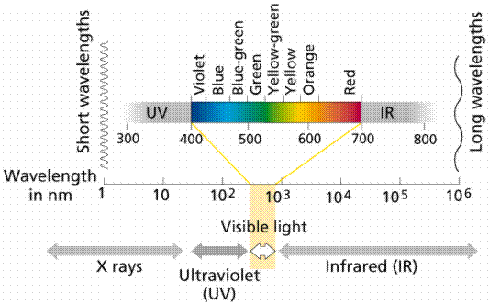 Short wavelengths
Violet
Blue
Blue-green
Green
Yellow-green
Yellow
Orange
Red
Long wavelengths
UV
IR
300 400 500 600 700 800
Wavelength
in nm
1 10 10² 10³ 10⁴ 10⁵ 10⁶
Visible light
X rays
Ultraviolet
(UV)
Infrared (IR)